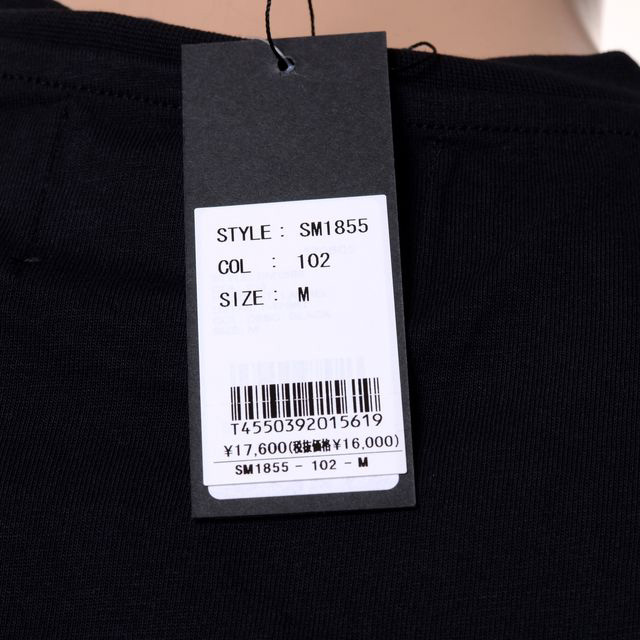 STYLE : SM1855
COL : 102
SIZE : M
T4550392015619
¥17,600(税抜価格¥16,000)
SM1855 - 102 - M